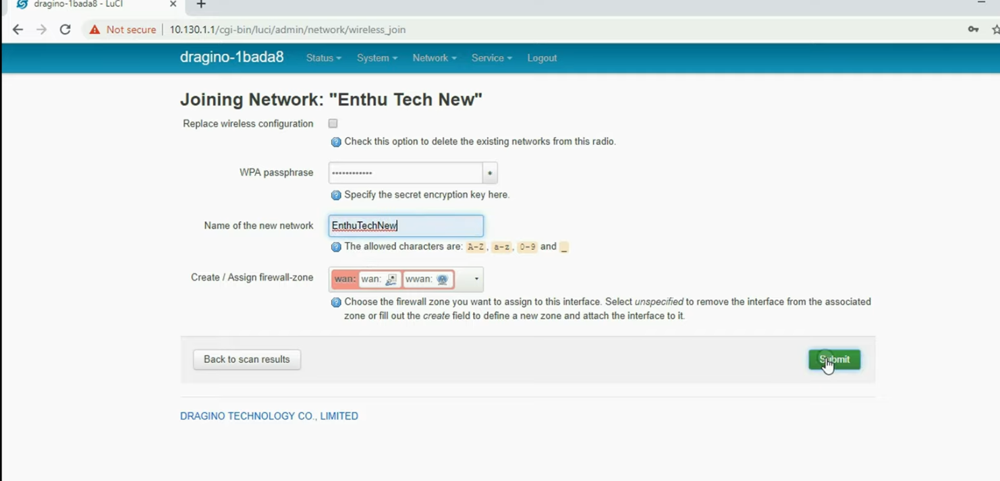 dragino-1bada8 - LuCI
Not secure | 10.130.1.1/cgi-bin/luci/admin/network/wireless_join
dragino-1bada8 Status System Network Service Logout
Joining Network: "Enthu Tech New"
Replace wireless configuration
Check this option to delete the existing networks from this radio.
WPA passphrase •••••••••••• *
Specify the secret encryption key here.
Name of the new network EnthuTechNew
The allowed characters are: A-Z, a-z, 0-9 and _
Create / Assign firewall-zone wan: wan: wwan:
Choose the firewall zone you want to assign to this interface. Select unspecified to remove the interface from the associated
zone or fill out the create field to define a new zone and attach the interface to it.
Back to scan results Submit
DRAGINO TECHNOLOGY CO., LIMITED